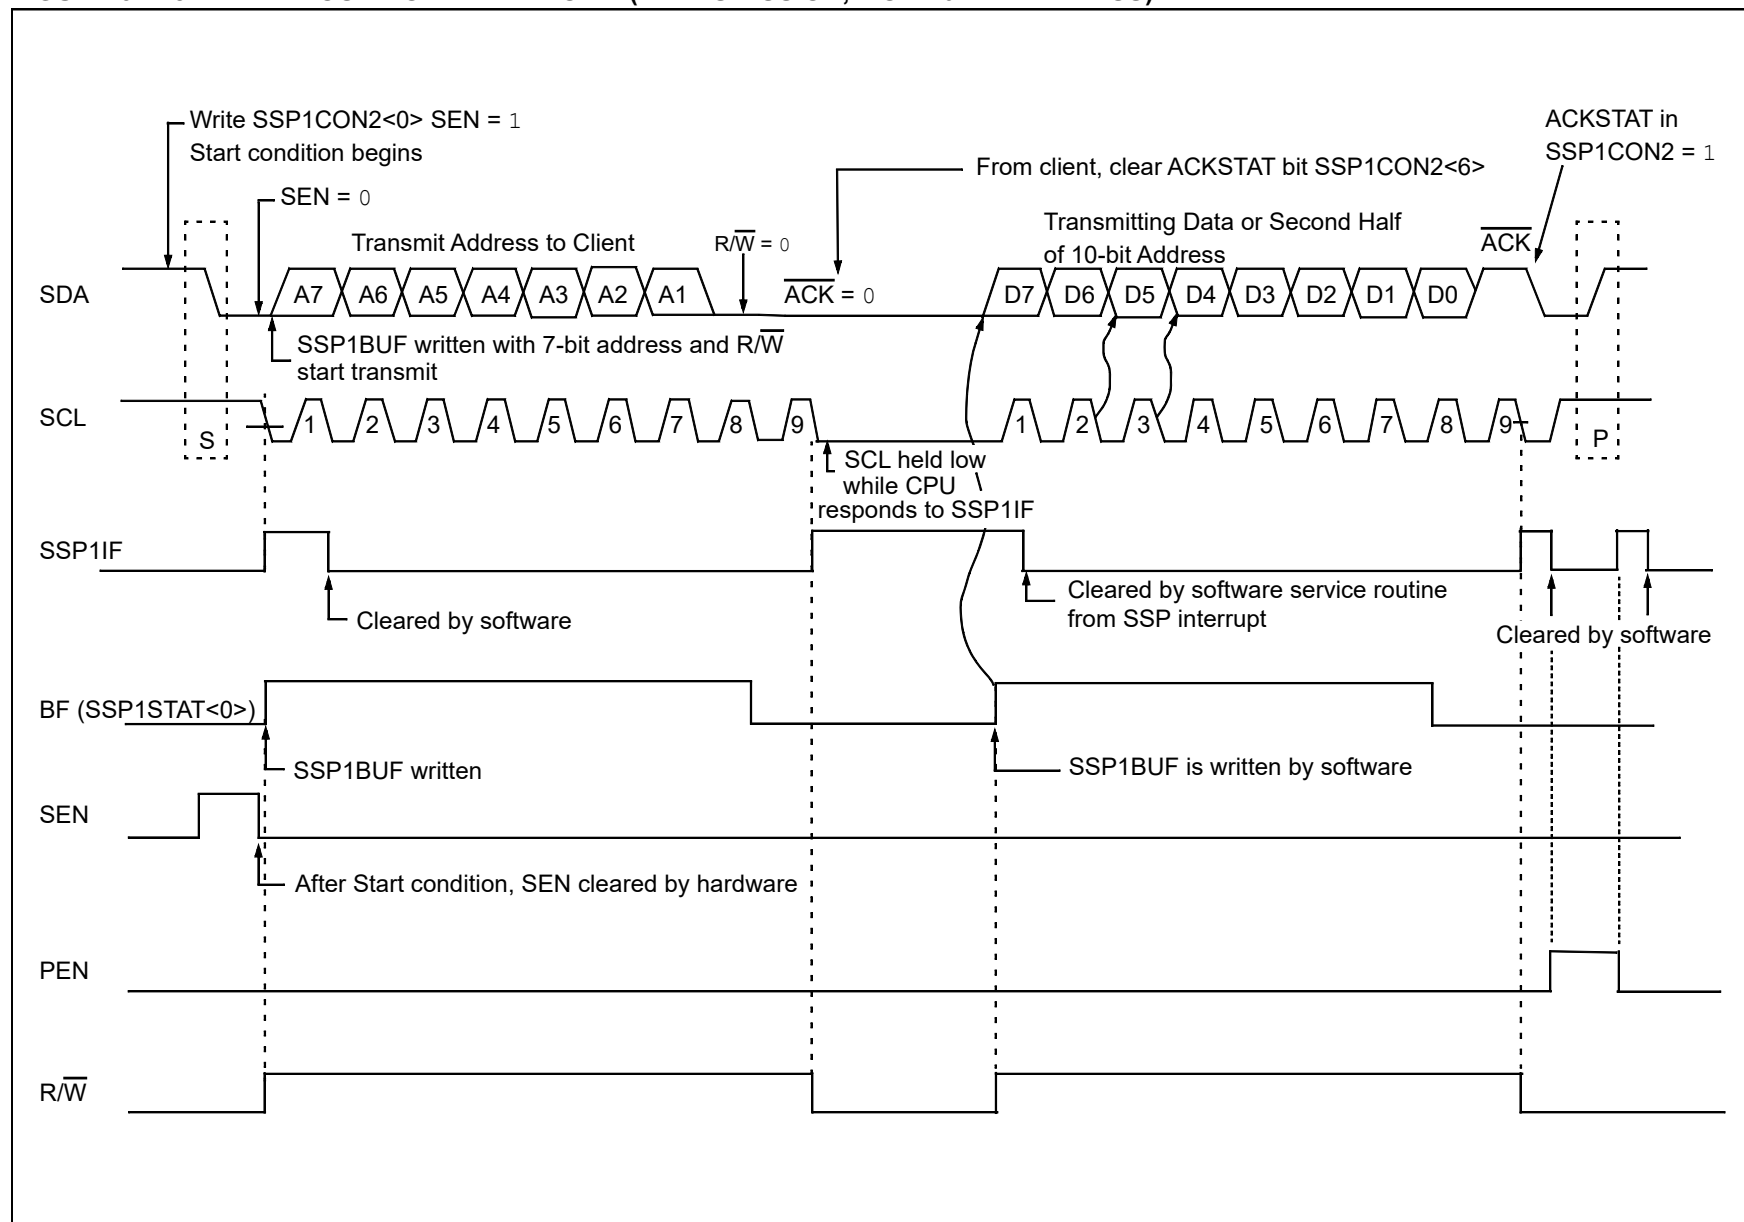 Write SSP1CON2<0> SEN = 1
Start condition begins
ACKSTAT in
SSP1CON2 = 1
From client, clear ACKSTAT bit SSP1CON2<6>
SEN = 0
Transmit Address to Client
R/W̅ = 0
Transmitting Data or Second Half
of 10-bit Address
A̅C̅K̅
SDA
A7 A6 A5 A4 A3 A2 A1
A̅C̅K̅ = 0
D7 D6 D5 D4 D3 D2 D1 D0
SSP1BUF written with 7-bit address and R/W̅
start transmit
SCL
S
1 2 3 4 5 6 7 8 9
1 2 3 4 5 6 7 8 9
P
SCL held low
while CPU
responds to SSP1IF
SSP1IF
Cleared by software
Cleared by software service routine
from SSP interrupt
Cleared by software
BF (SSP1STAT<0>)
SSP1BUF written
SSP1BUF is written by software
SEN
After Start condition, SEN cleared by hardware
PEN
R/W̅